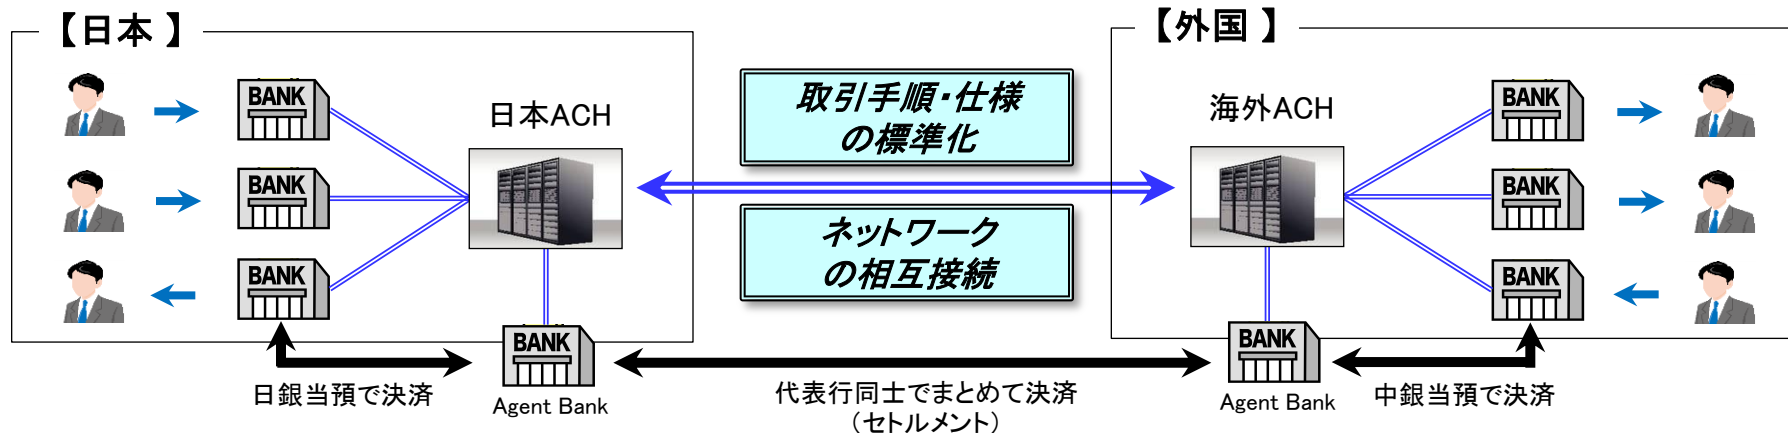 【日本 】
【外国 】
BANK
BANK
BANK
日本ACH
取引手順・仕様
の標準化
ネットワーク
の相互接続
海外ACH
BANK
BANK
BANK
BANK
Agent Bank
BANK
Agent Bank
日銀当預で決済
代表行同士でまとめて決済
（セトルメント）
中銀当預で決済